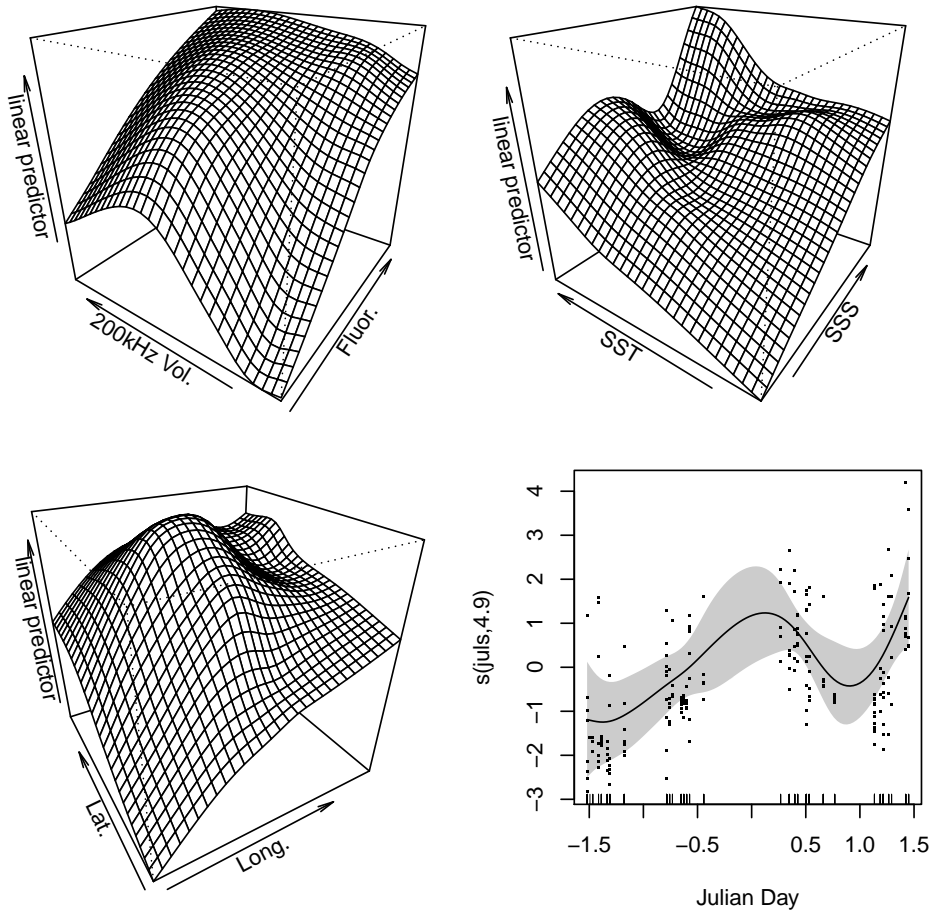 linear predictor
200kHz Vol.
Fluor.
linear predictor
SST
SSS
linear predictor
Lat.
Long.
s(juls,4.9)
4
3
2
1
0
−1
−2
−3
−1.5 −0.5 0.5 1.0 1.5
Julian Day